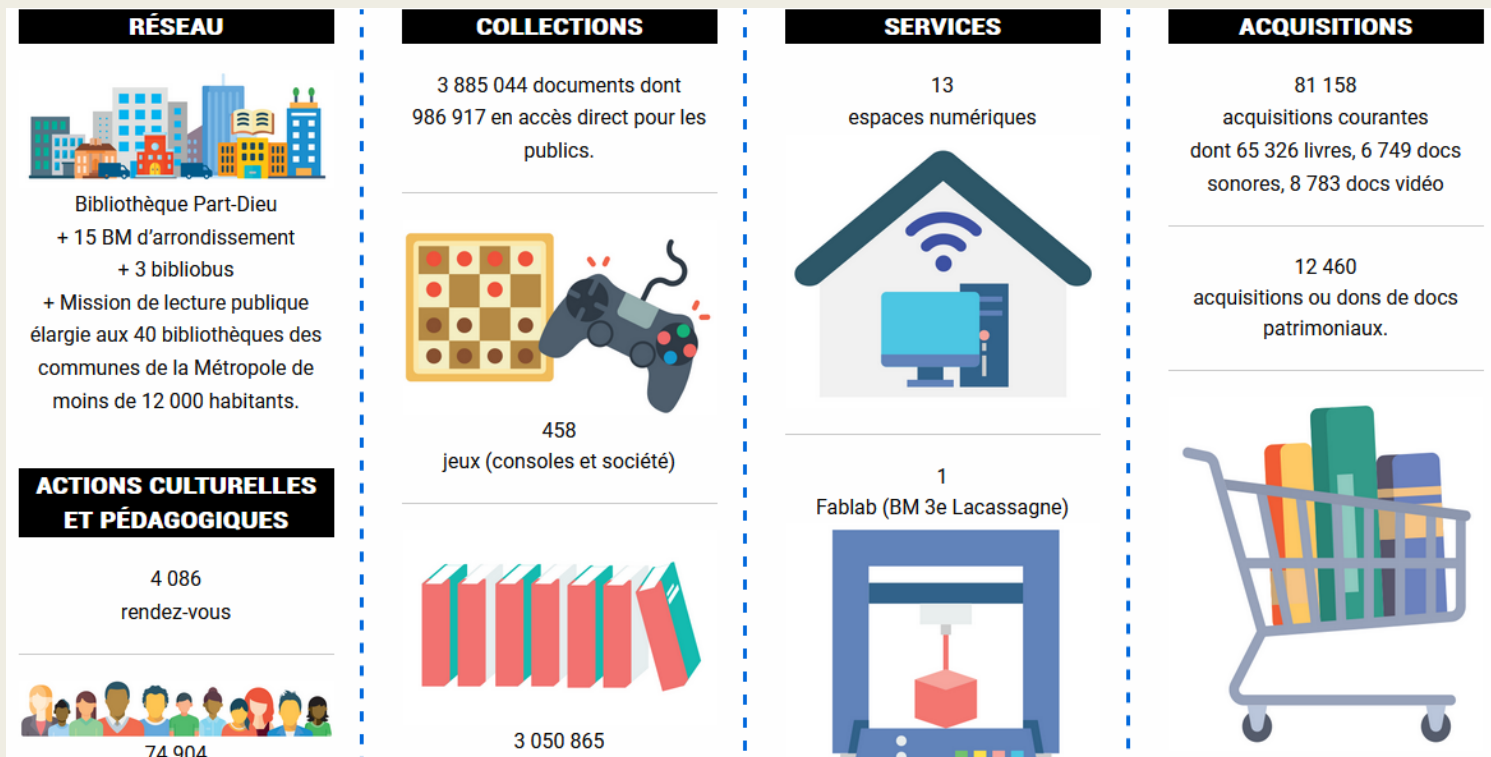 RÉSEAU
Bibliothèque Part-Dieu
+ 15 BM d'arrondissement
+ 3 bibliobus
+ Mission de lecture publique
élargie aux 40 bibliothèques des
communes de la Métropole de
moins de 12 000 habitants.
ACTIONS CULTURELLES
ET PÉDAGOGIQUES
4 086
rendez-vous
74 904
COLLECTIONS
3 885 044 documents dont
986 917 en accès direct pour les
publics.
458
jeux (consoles et société)
3 050 865
SERVICES
13
espaces numériques
1
Fablab (BM 3e Lacassagne)
ACQUISITIONS
81 158
acquisitions courantes
dont 65 326 livres, 6 749 docs
sonores, 8 783 docs vidéo
12 460
acquisitions ou dons de docs
patrimoniaux.